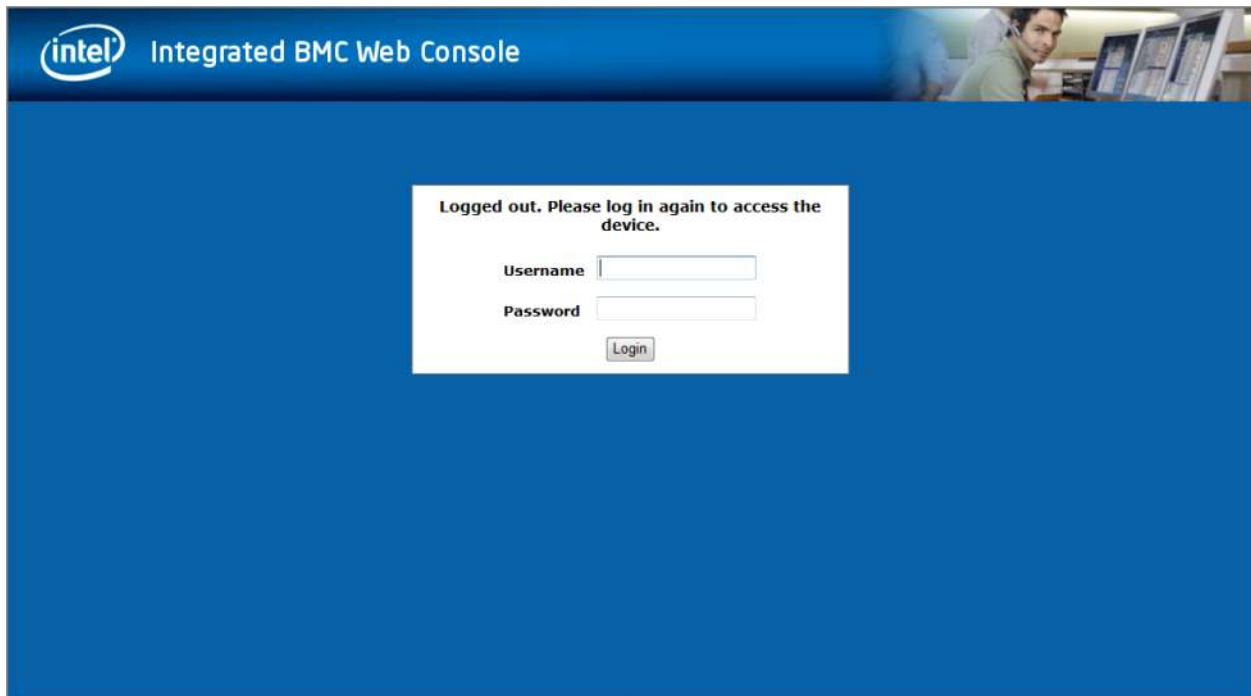 intel Integrated BMC Web Console
Logged out. Please log in again to access the
device.
Username
Password
Login